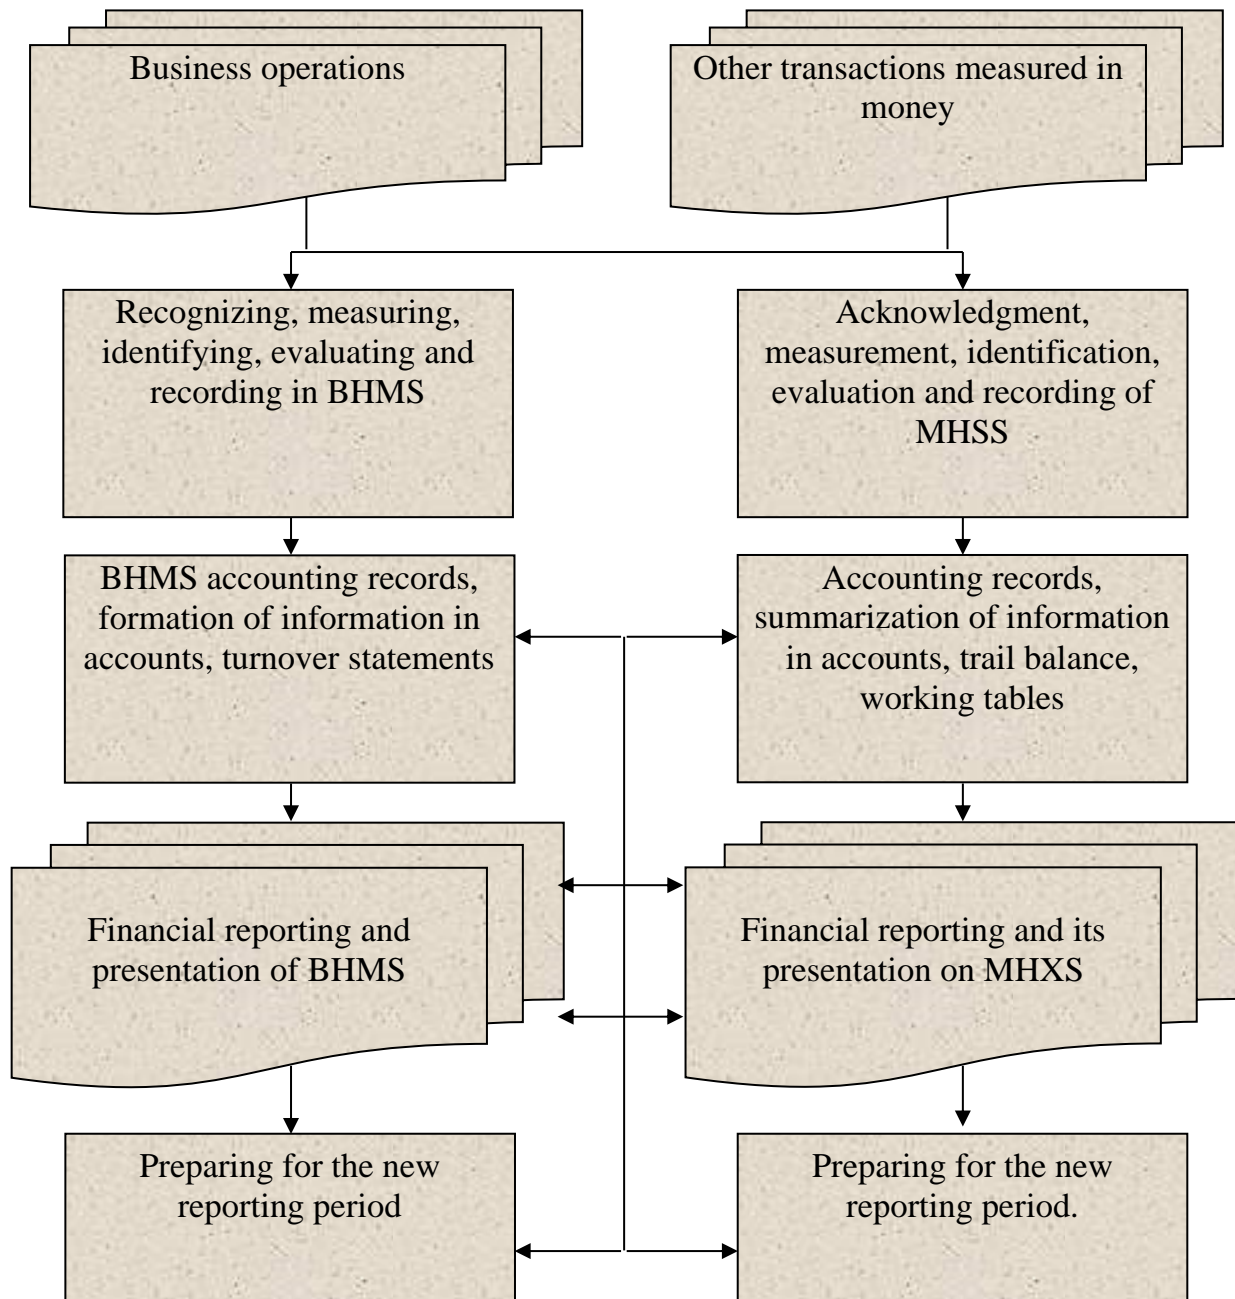 Business operations
Other transactions measured in
money
Recognizing, measuring,
identifying, evaluating and
recording in BHMS
Acknowledgment,
measurement, identification,
evaluation and recording of
MHSS
BHMS accounting records,
formation of information in
accounts, turnover statements
Accounting records,
summarization of information
in accounts, trail balance,
working tables
Financial reporting and
presentation of BHMS
Financial reporting and its
presentation on MHXS
Preparing for the new
reporting period
Preparing for the new
reporting period.